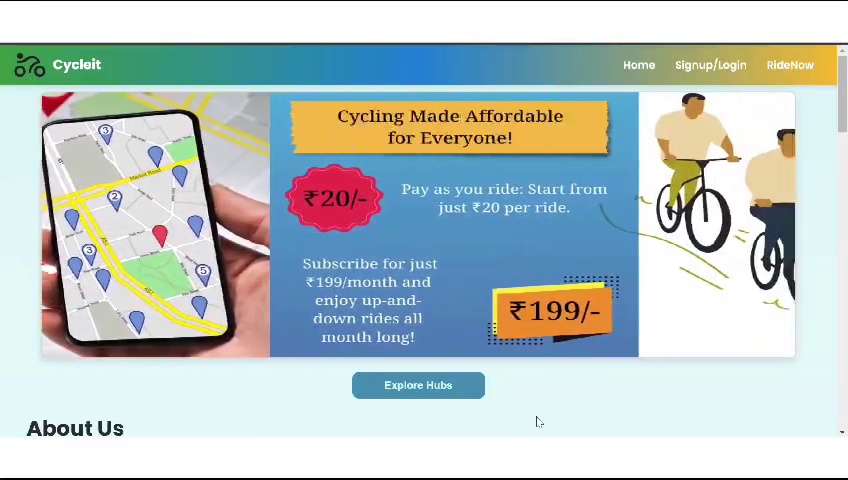 Cycleit
Home
Signup/Login
RideNow
Cycling Made Affordable
for Everyone!
₹20/-
Pay as you ride: Start from
just ₹20 per ride.
Subscribe for just
₹199/month and
enjoy up-and-
down rides all
month long!
₹199/-
3
2
3
5
Market Road
Explore Hubs
About Us